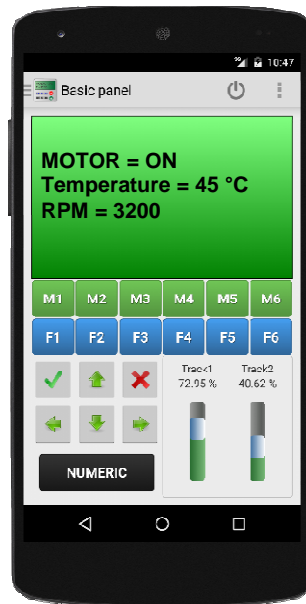 10:47
Basic panel
MOTOR = ON
Temperature = 45 °C
RPM = 3200
M1 M2 M3 M4 M5 M6
F1 F2 F3 F4 F5 F6
Track1 Track2
72.95 % 40.62 %
NUMERIC